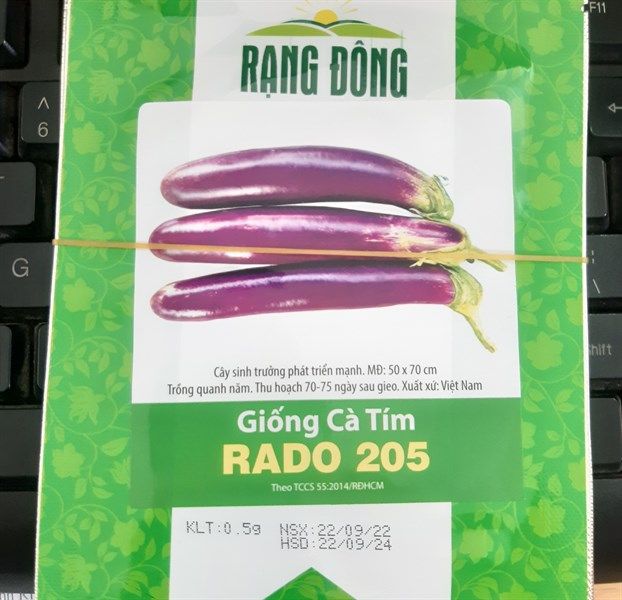 RẠNG ĐÔNG
F11
^
6
G
Cây sinh trưởng phát triển mạnh. MĐ: 50 x 70 cm
Trồng quanh năm. Thu hoạch 70-75 ngày sau gieo. Xuất xứ: Việt Nam
Giống Cà Tím
RADO 205
Theo TCCS 55:2014/RĐHCM
KLT:0.5g NSX:22/09/22
HSD:22/09/24